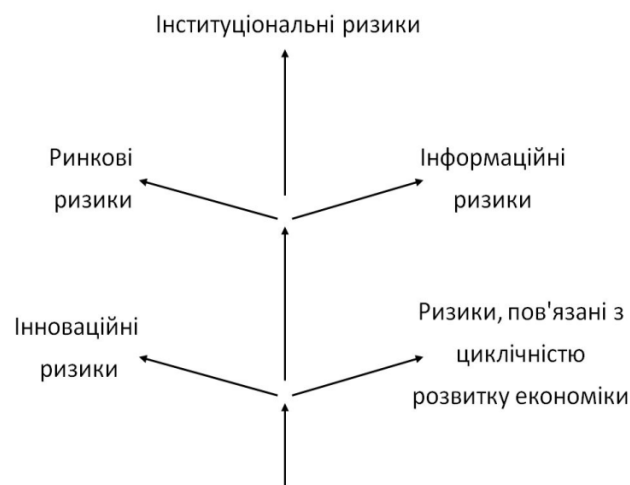 Інституціональні ризики
Ринкові
ризики
Інформаційні
ризики
Інноваційні
ризики
Ризики, пов'язані з
циклічністю
розвитку економіки